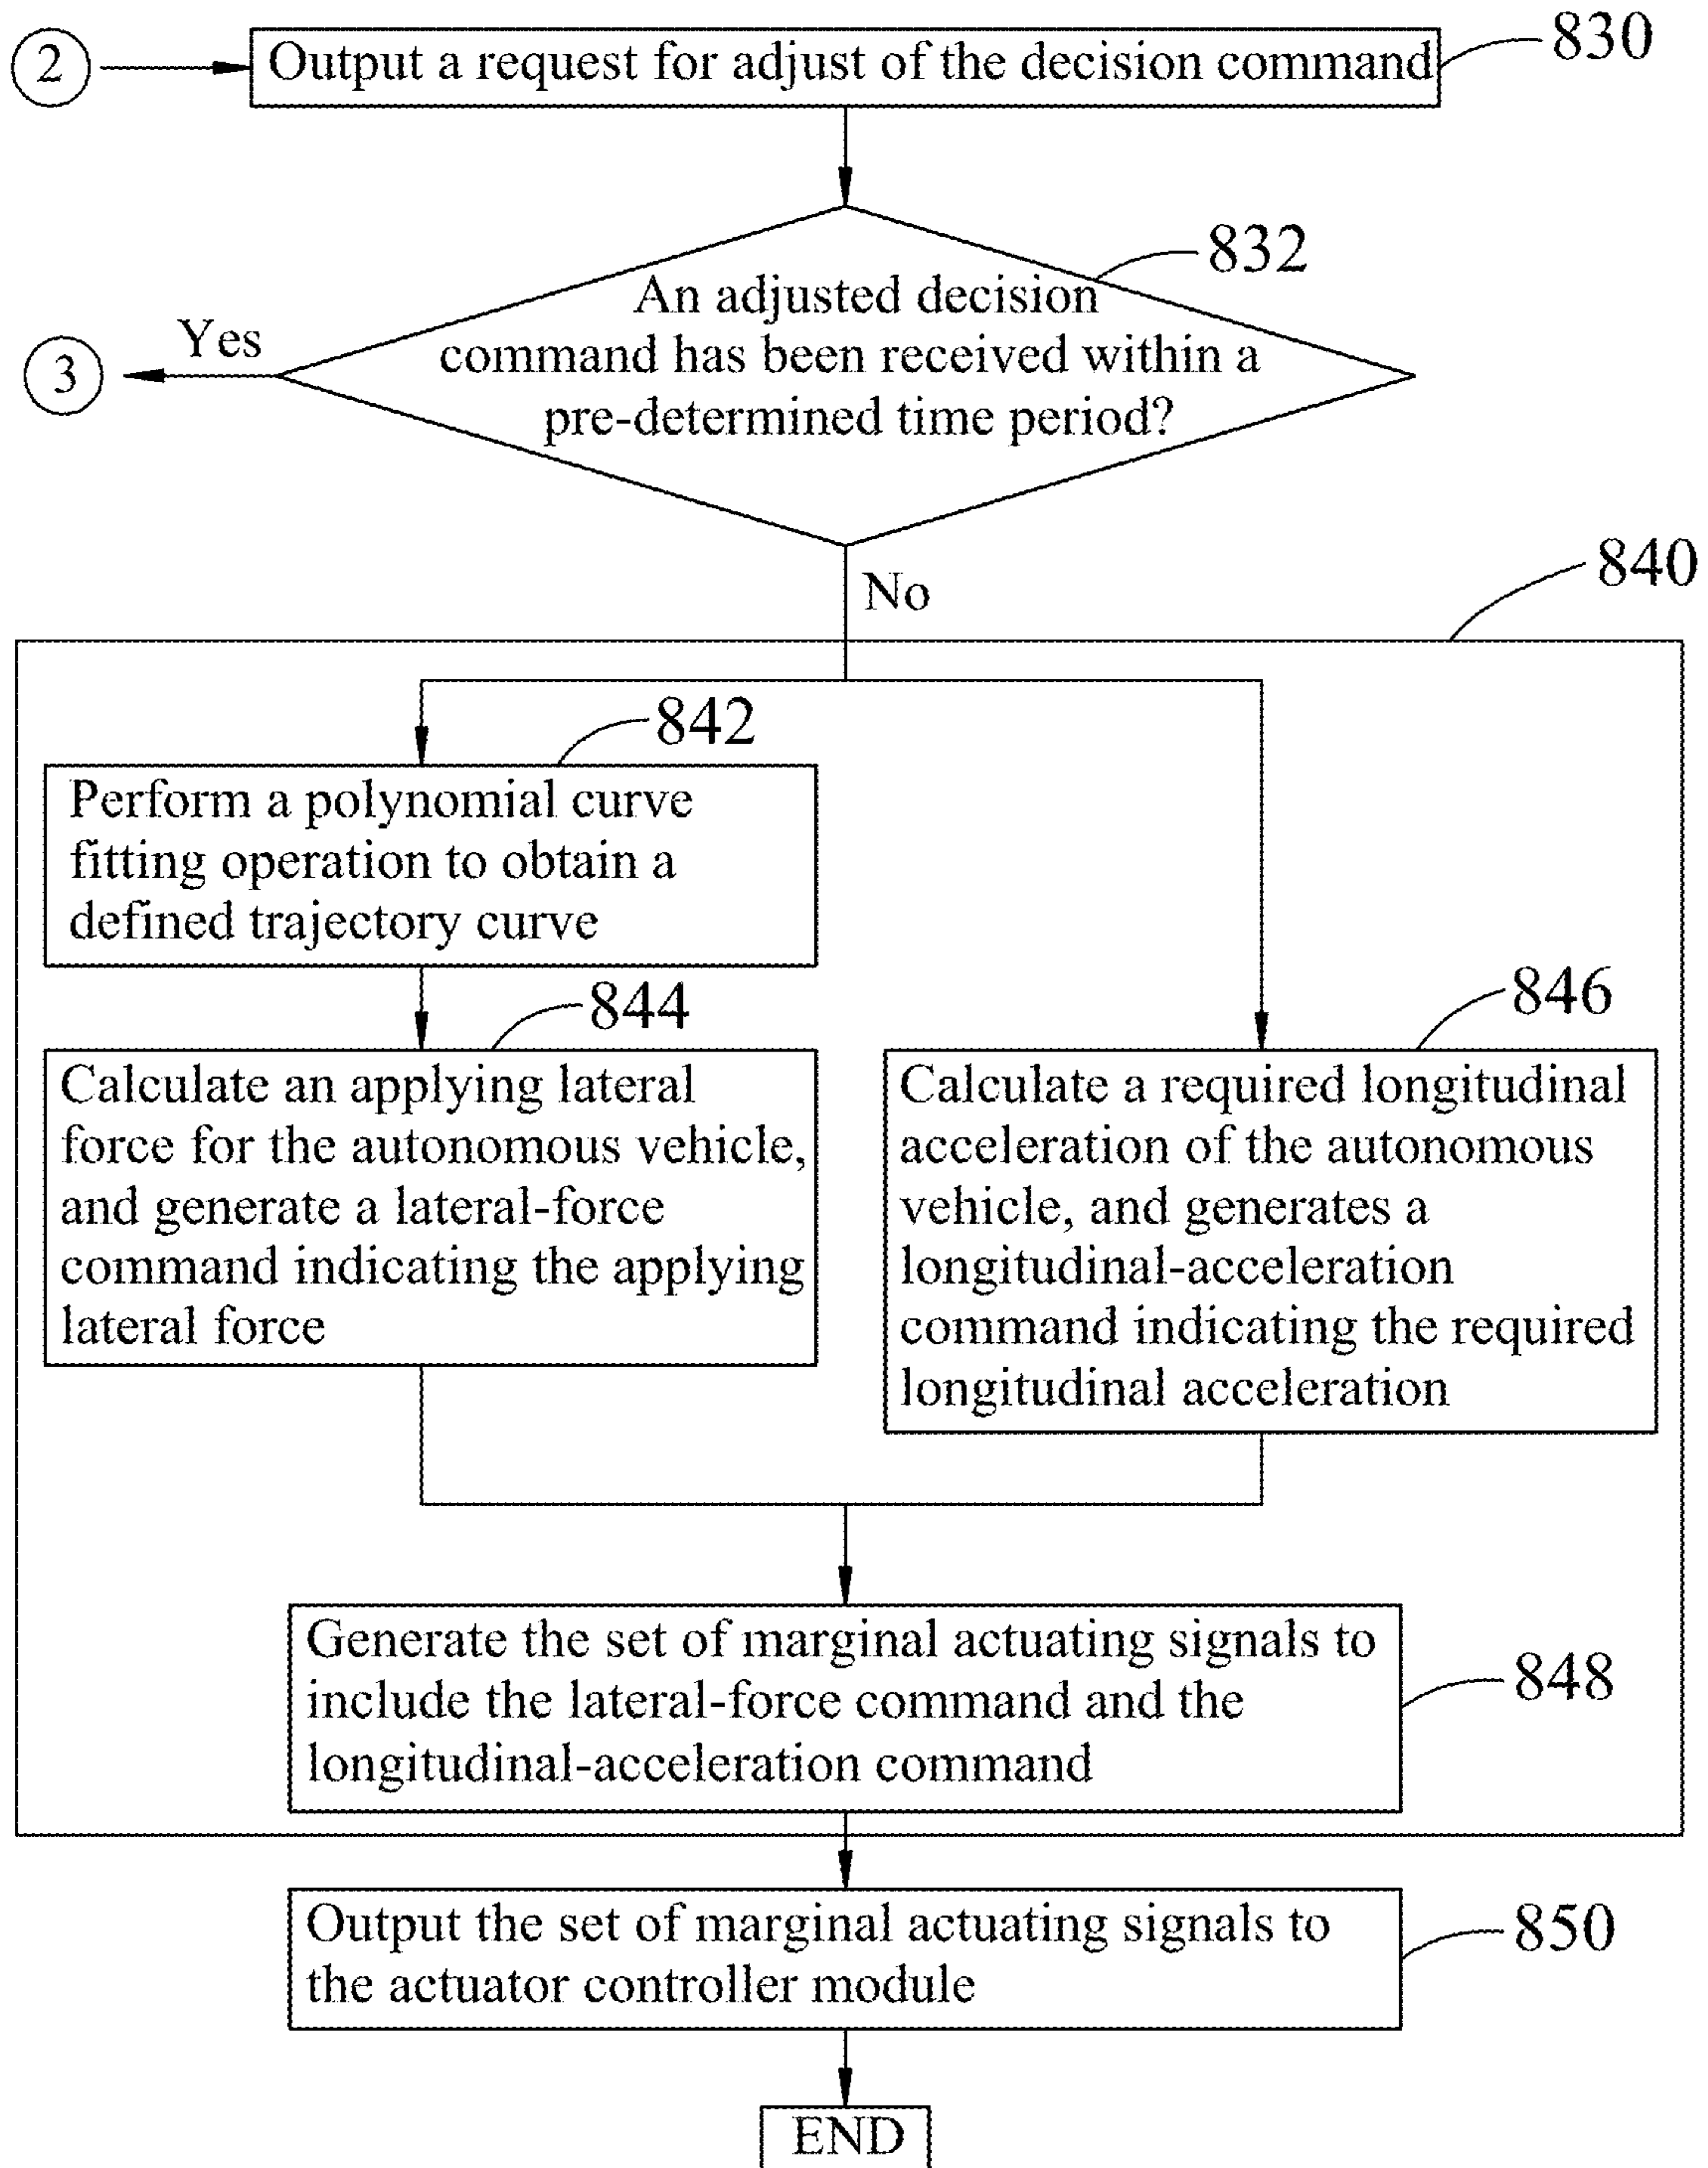 2
Output a request for adjust of the decision command
830
832
An adjusted decision
command has been received within a
pre-determined time period?
Yes
3
No
840
842
Perform a polynomial curve
fitting operation to obtain a
defined trajectory curve
844
Calculate an applying lateral
force for the autonomous vehicle,
and generate a lateral-force
command indicating the applying
lateral force
846
Calculate a required longitudinal
acceleration of the autonomous
vehicle, and generates a
longitudinal-acceleration
command indicating the required
longitudinal acceleration
Generate the set of marginal actuating signals to
include the lateral-force command and the
longitudinal-acceleration command
848
Output the set of marginal actuating signals to
the actuator controller module
850
END